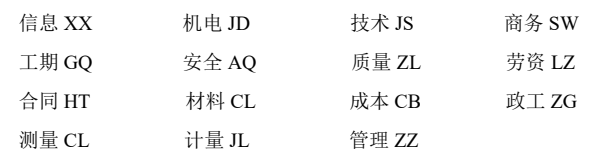 信息 XX 机电 JD 技术 JS 商务 SW
工期 GQ 安全 AQ 质量 ZL 劳资 LZ
合同 HT 材料 CL 成本 CB 政工 ZG
测量 CL 计量 JL 管理 ZZ